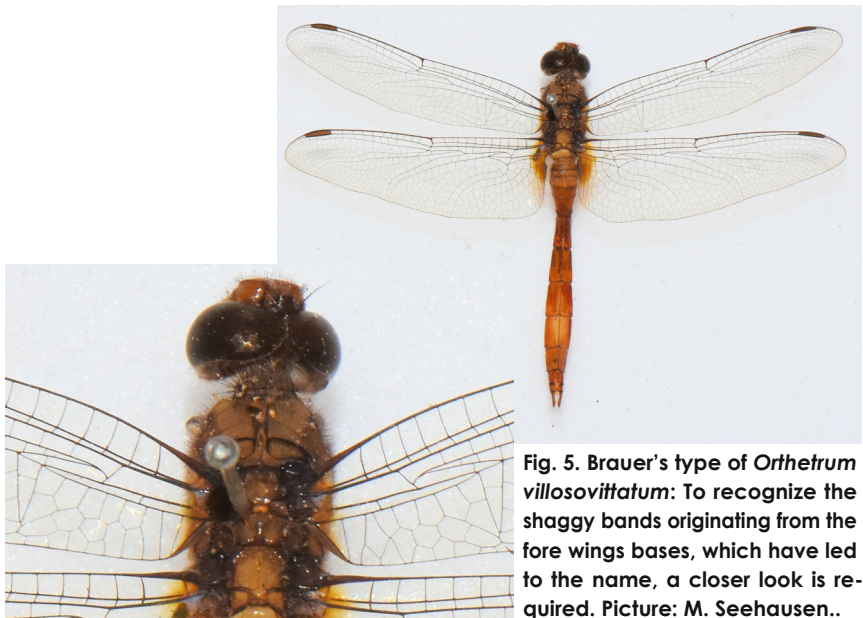 Fig. 5. Brauer’s type of Orthetrum
villosovittatum: To recognize the
shaggy bands originating from the
fore wings bases, which have led
to the name, a closer look is re-
quired. Picture: M. Seehausen..